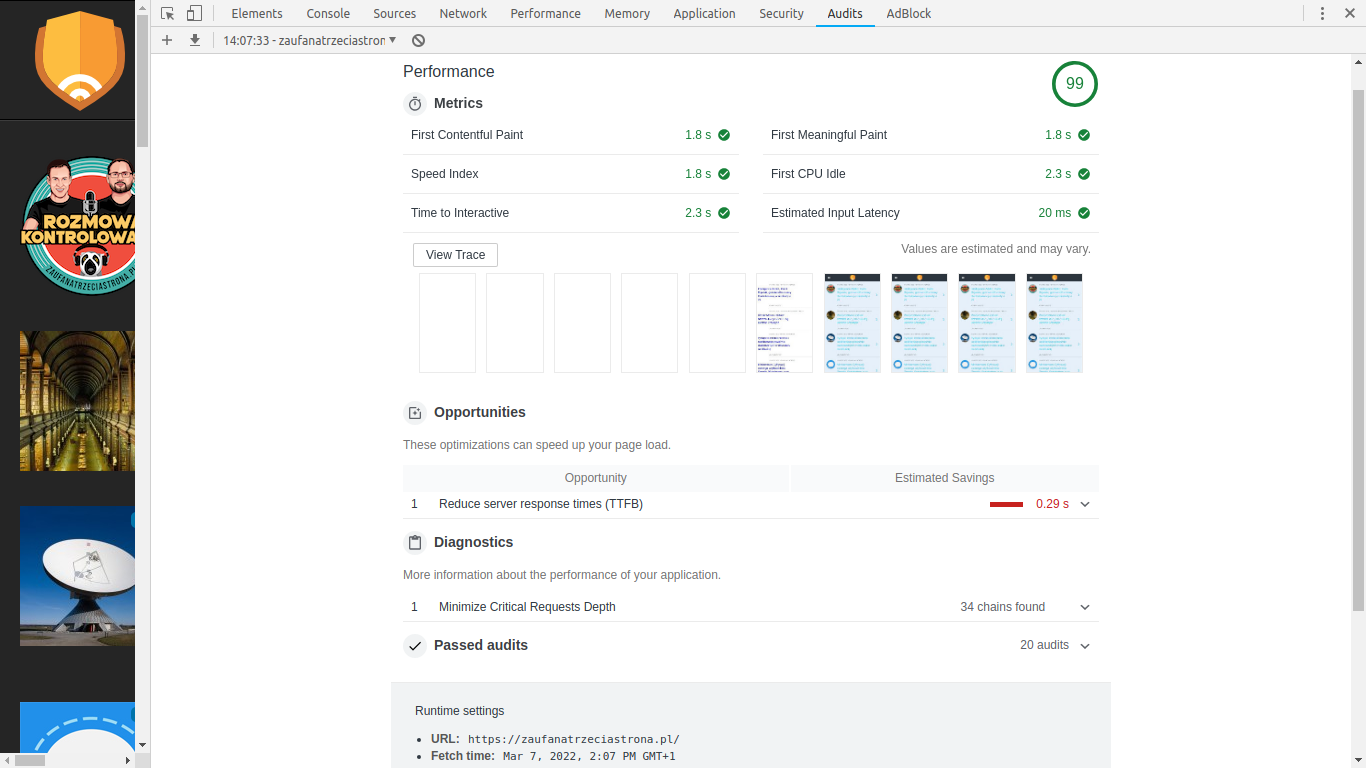 Elements Console Sources Network Performance Memory Application Security Audits AdBlock
14:07:33 - zaufanatrzeciastron
Performance
99
Metrics
First Contentful Paint 1.8 s
First Meaningful Paint 1.8 s
Speed Index 1.8 s
First CPU Idle 2.3 s
Time to Interactive 2.3 s
Estimated Input Latency 20 ms
View Trace
Values are estimated and may vary.
Opportunities
These optimizations can speed up your page load.
Opportunity Estimated Savings
1 Reduce server response times (TTFB) 0.29 s
Diagnostics
More information about the performance of your application.
1 Minimize Critical Requests Depth 34 chains found
Passed audits 20 audits
Runtime settings
• URL: https://zaufanatrzeciastrona.pl/
• Fetch time: Mar 7, 2022, 2:07 PM GMT+1
ROZMOWA
KONTROLOWA
ZAUFANATRZECIASTRONA.P